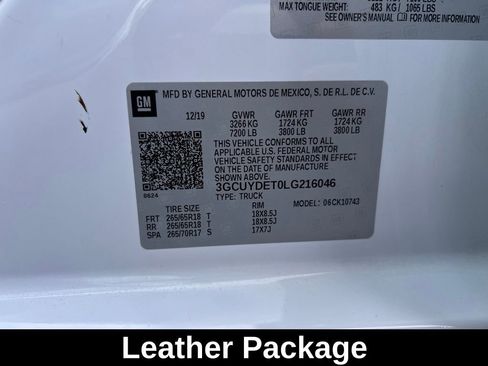 MAX TONGUE WEIGHT: 483 KG/ 1065 LBS
SEE OWNER'S MANUAL FOR MORE INFORMATION.
GM
MFD BY GENERAL MOTORS DE MEXICO, S. DE R.L. DE C.V.
12/19 GVWR GAWR FRT GAWR RR
3266 KG 1724 KG 1724 KG
7200 LB 3800 LB 3800 LB
THIS VEHICLE CONFORMS TO ALL
APPLICABLE U.S. FEDERAL MOTOR
VEHICLE SAFETY STANDARDS IN
EFFECT ON THE DATE OF
MANUFACTURE SHOWN ABOVE.
3GCUYDET0LG216046
0624 TYPE: TRUCK
TIRE SIZE RIM 06CK10743
FRT 265/65R18 T 18X8.5J
RR 265/65R18 T 18X8.5J
SPA 265/70R17 S 17X7J
Leather Package